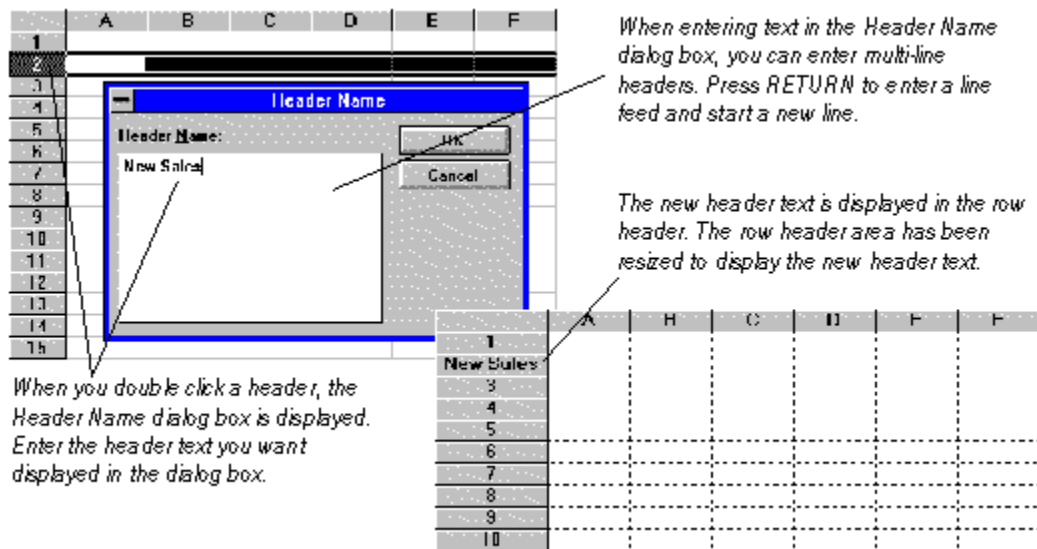 A B C D E F
1
2
3
4
5
6
7
8
9
10
11
12
13
14
15
Header Name
Header Name:
New Sales
OK
Cancel
When entering text in the Header Name
dialog box, you can enter multi-line
headers. Press RETURN to enter a line
feed and start a new line.
The new header text is displayed in the row
header. The row header area has been
resized to display the new header text.
When you double click a header, the
Header Name dialog box is displayed.
Enter the header text you want
displayed in the dialog box.
A B C D E F
1
New Sales
3
4
5
6
7
8
9
10